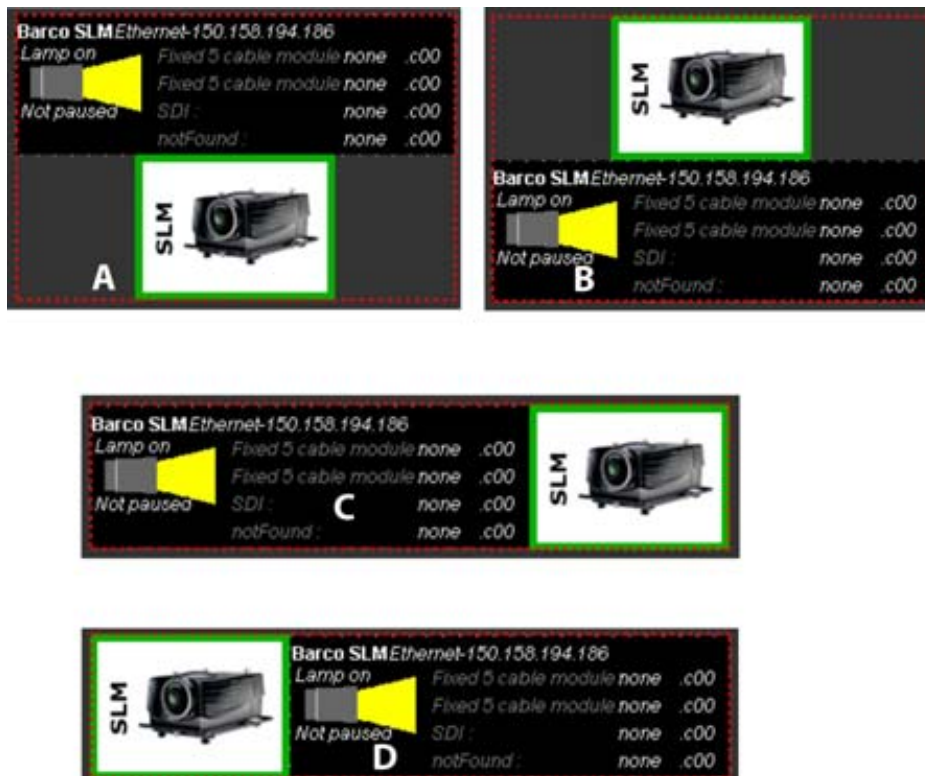 Barco SLM Ethernet-150.158.194.186
Lamp on Fixed 5 cable module none .c00
Fixed 5 cable module none .c00
Not paused SDI : none .c00
notFound : none .c00
SLM
A
SLM
Barco SLM Ethernet-150.158.194.186
Lamp on Fixed 5 cable module none .c00
Fixed 5 cable module none .c00
Not paused SDI : none .c00
B
notFound : none .c00
Barco SLM Ethernet-150.158.194.186
Lamp on Fixed 5 cable module none .c00
Fixed 5 cable module none .c00
Not paused SDI : none .c00
notFound : none .c00
C
SLM
SLM
Barco SLM Ethernet-150.158.194.186
Lamp on Fixed 5 cable module none .c00
Fixed 5 cable module none .c00
Not paused SDI : none .c00
D
notFound : none .c00